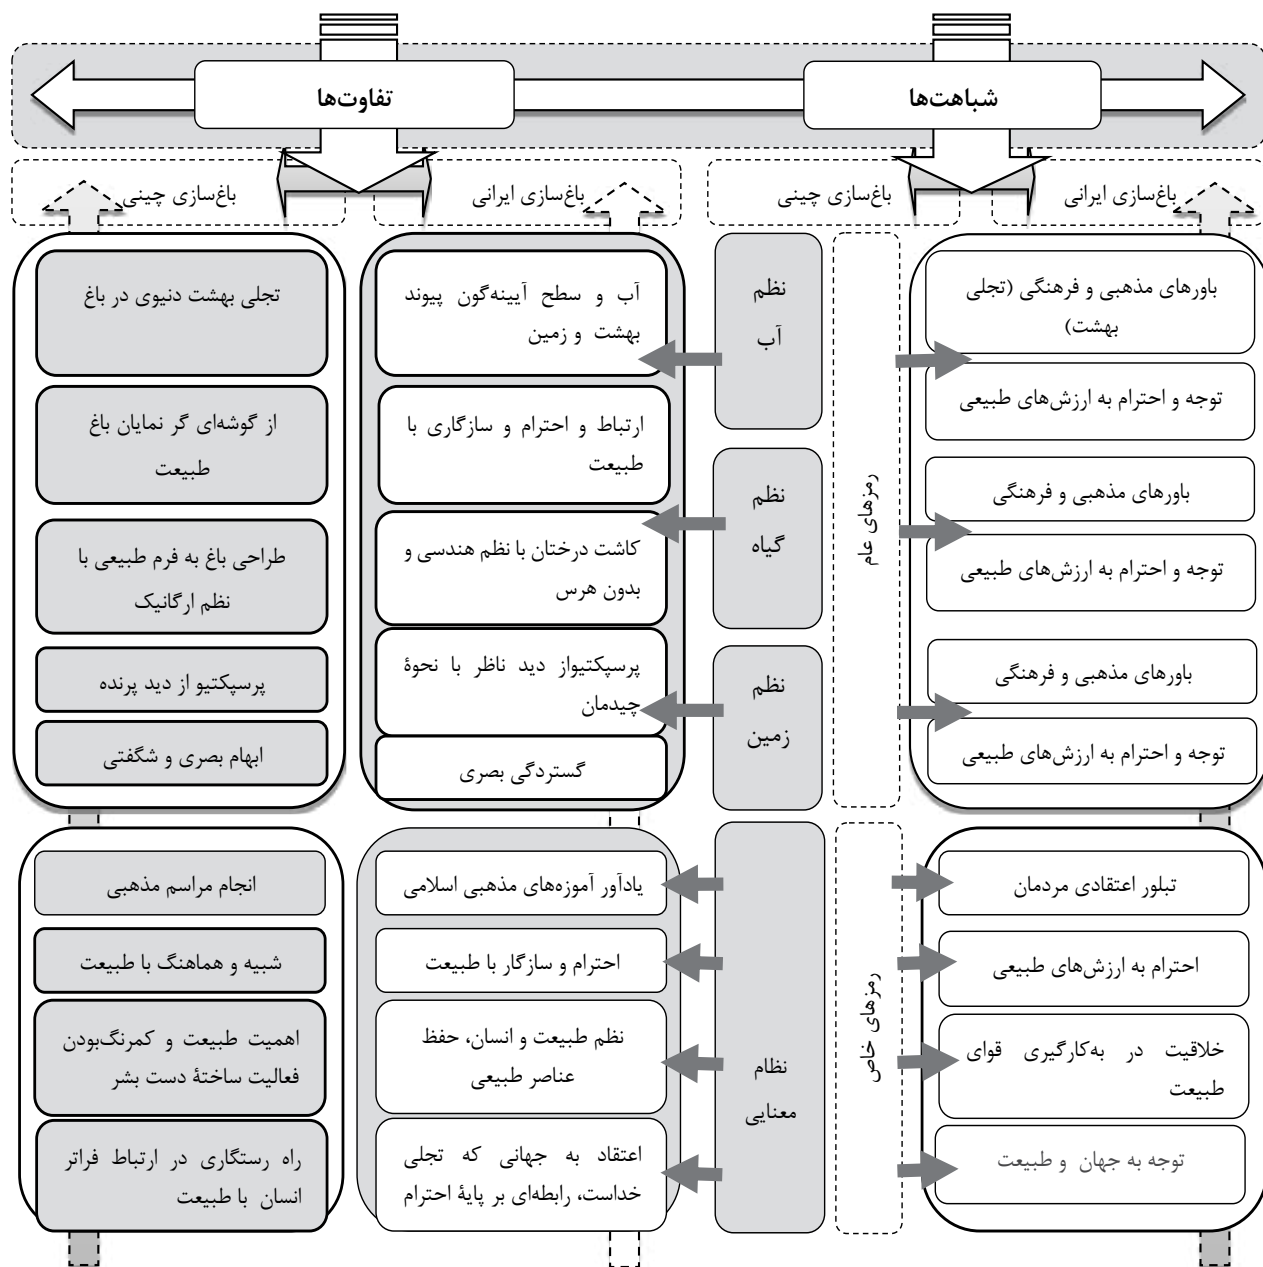 شباهت‌ها
تفاوت‌ها
باغ‌سازی ایرانی
باغ‌سازی چینی
باغ‌سازی ایرانی
باغ‌سازی چینی
باورهای مذهبی و فرهنگی (تجلی
بهشت)
توجه و احترام به ارزش‌های طبیعی
باورهای مذهبی و فرهنگی
توجه و احترام به ارزش‌های طبیعی
باورهای مذهبی و فرهنگی
توجه و احترام به ارزش‌های طبیعی
رمزهای عام
نظم
آب
نظم
گیاه
نظم
زمین
آب و سطح آیینه‌گون پیوند
بهشت و زمین
ارتباط و احترام و سازگاری با
طبیعت
کاشت درختان با نظم هندسی و
بدون هرس
پرسپکتیواز دید ناظر با نحوۀ
چیدمان
گستردگی بصری
تجلی بهشت دنیوی در باغ
از گوشه‌ای گر نمایان باغ
طبیعت
طراحی باغ به فرم طبیعی با
نظم ارگانیک
پرسپکتیو از دید پرنده
ابهام بصری و شگفتی
تبلور اعتقادی مردمان
احترام به ارزش‌های طبیعی
خلاقیت در به‌کارگیری قوای
طبیعت
توجه به جهان و طبیعت
رمزهای خاص
نظام
معنایی
یادآور آموزه‌های مذهبی اسلامی
احترام و سازگار با طبیعت
نظم طبیعت و انسان، حفظ
عناصر طبیعی
اعتقاد به جهانی که تجلی
خداست، رابطه‌ای بر پایۀ احترام
انجام مراسم مذهبی
شبیه و هماهنگ با طبیعت
اهمیت طبیعت و کمرنگ‌بودن
فعالیت ساختۀ دست بشر
راه رستگاری در ارتباط فراتر
انسان با طبیعت